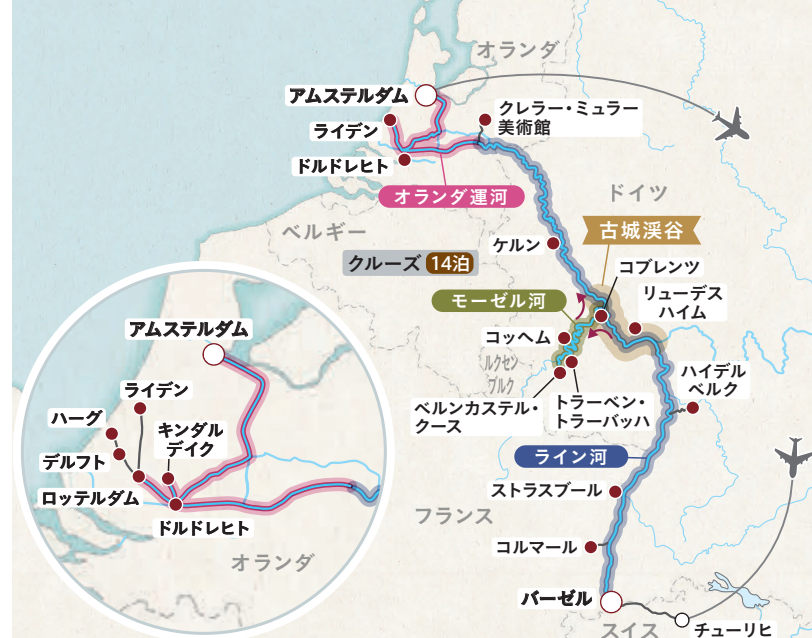 オランダ
アムステルダム
ライデン
クレラー・ミュラー
美術館
ドルドレヒト
オランダ運河
ドイツ
ベルギー
ケルン
古城渓谷
クルーズ 14泊
コブレンツ
モーゼル河
リューデス
ハイム
コッヘム
ルクセン
ブルク
ハイデル
ベルク
ベルンカステル・
クース
トラーベン・
トラーバッハ
ライン河
ストラスブール
フランス
コルマール
バーゼル
スイス
チューリヒ
アムステルダム
ライデン
ハーグ
キンダル
デイク
デルフト
ロッテルダム
ドルドレヒト
オランダ